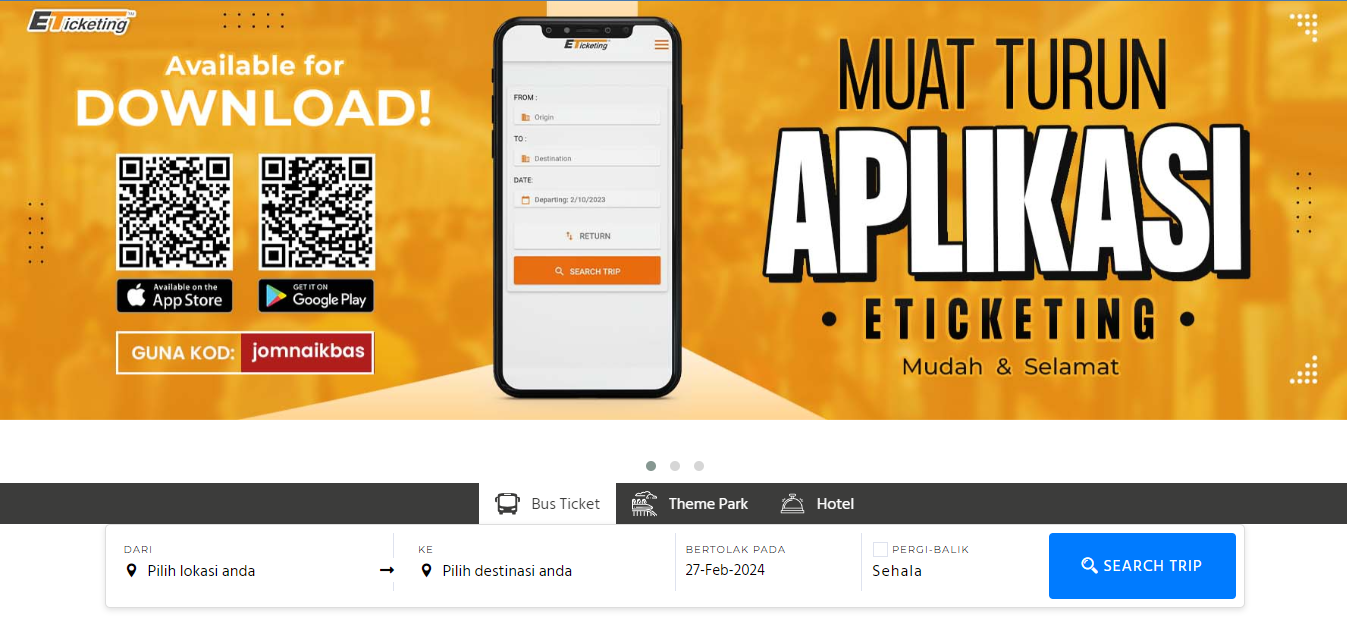 ETicketing™
Available for
DOWNLOAD!
Available on the
App Store
GET IT ON
Google Play
GUNA KOD: jomnaikbas
ETicketing
FROM :
Origin
TO :
Destination
DATE:
Departing: 2/10/2023
RETURN
SEARCH TRIP
MUAT TURUN
APLIKASI
• ETICKETING •
Mudah & Selamat
Bus Ticket
Theme Park
Hotel
DARI
Pilih lokasi anda
KE
Pilih destinasi anda
BERTOLAK PADA
27-Feb-2024
PERGI-BALIK
Sehala
SEARCH TRIP